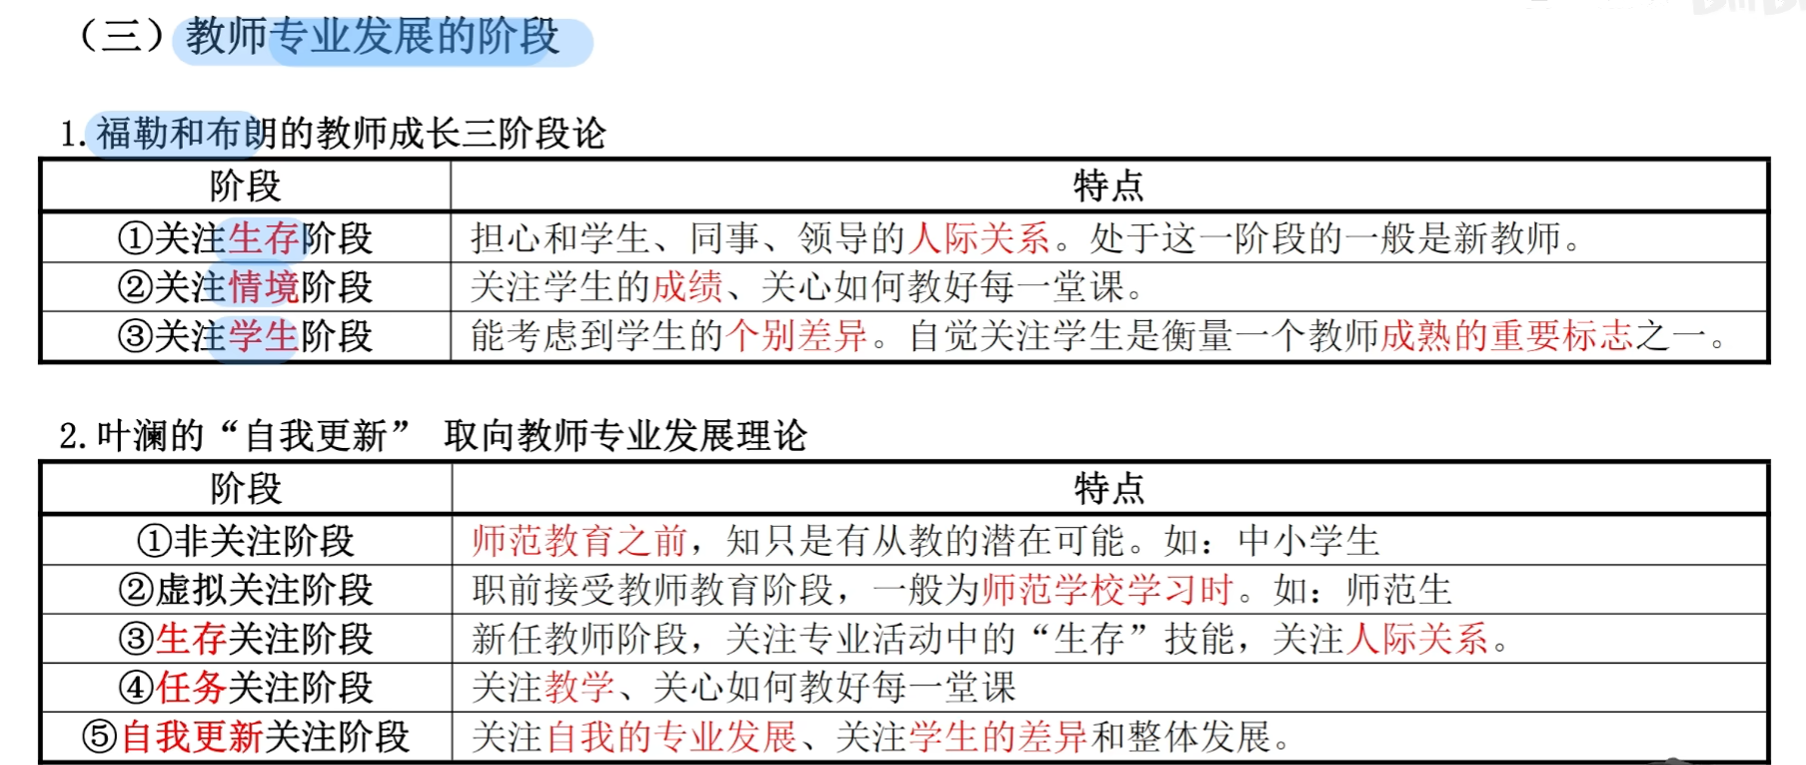 （三）教师专业发展的阶段
1.福勒和布朗的教师成长三阶段论
阶段 特点
①关注生存阶段 担心和学生、同事、领导的人际关系。处于这一阶段的一般是新教师。
②关注情境阶段 关注学生的成绩、关心如何教好每一堂课。
③关注学生阶段 能考虑到学生的个别差异。自觉关注学生是衡量一个教师成熟的重要标志之一。
2.叶澜的“自我更新” 取向教师专业发展理论
阶段 特点
①非关注阶段 师范教育之前，知只是有从教的潜在可能。如：中小学生
②虚拟关注阶段 职前接受教师教育阶段，一般为师范学校学习时。如：师范生
③生存关注阶段 新任教师阶段，关注专业活动中的“生存”技能，关注人际关系。
④任务关注阶段 关注教学、关心如何教好每一堂课
⑤自我更新关注阶段 关注自我的专业发展、关注学生的差异和整体发展。